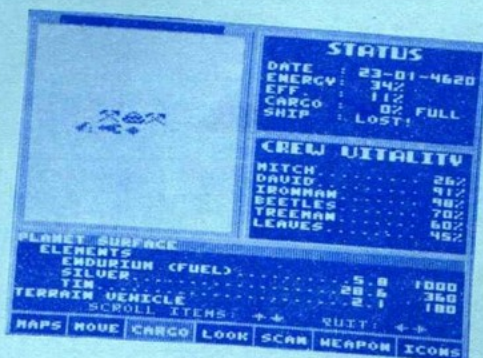 STATUS
DATE : 23-01-4620
ENERGY : 34%
EFF. : 11%
CARGO : 0% FULL
SHIP : LOST!
CREW VITALITY
MITCH ........ 26%
DAVID ........ 91%
IRONMAN ........ 98%
BEETLES ........ 70%
TREEMAN ........ 60%
LEAVES ........ 45%
PLANET SURFACE
ELEMENTS
ENDURIUM (FUEL) ........ 5.0 1000
SILVER ........ 20.6 360
TIN ........ 2.1 180
TERRAIN VEHICLE
SCROLL ITEMS: ↑↓ QUIT: ←→
MAPS MOVE CARGO LOOK SCAN WEAPON ICONS